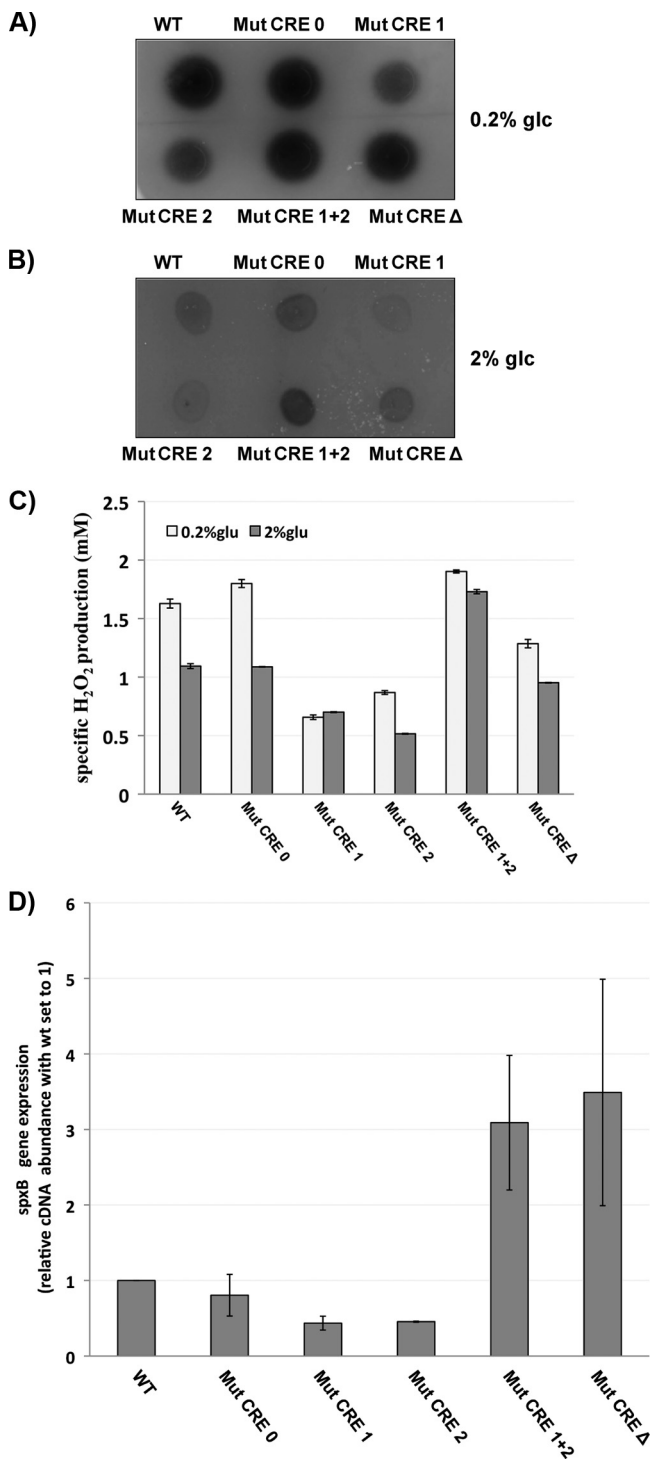 A)
WT Mut CRE 0 Mut CRE 1
0.2% glc
Mut CRE 2 Mut CRE 1+2 Mut CRE Δ
B)
WT Mut CRE 0 Mut CRE 1
2% glc
Mut CRE 2 Mut CRE 1+2 Mut CRE Δ
C)
specific H₂O₂ production (mM)
2.5
2
1.5
1
0.5
0
0.2%glu 2%glu
WT Mut CRE 0 Mut CRE 1 Mut CRE 2 Mut CRE 1+2 Mut CRE Δ
D)
spxB gene expression
(relative cDNA abundance with wt set to 1)
6
5
4
3
2
1
0
WT Mut CRE 0 Mut CRE 1 Mut CRE 2 Mut CRE 1+2 Mut CRE Δ